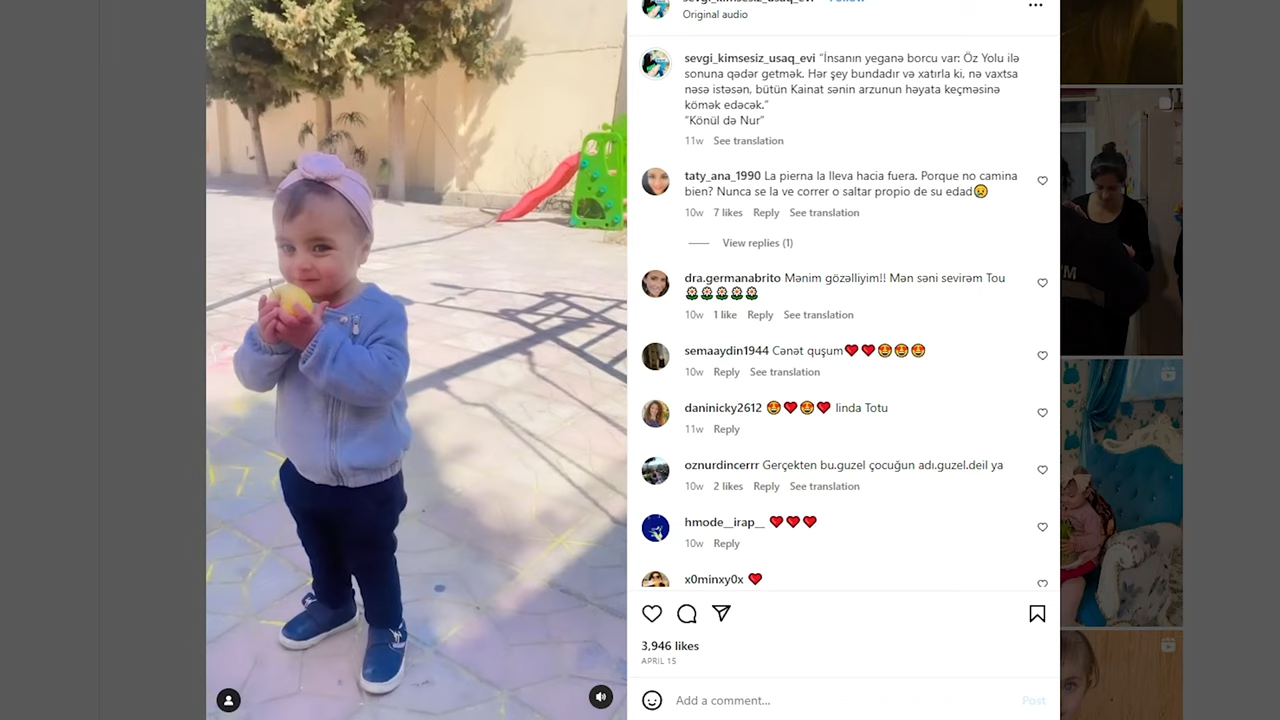 sevgi_kimsesiz_usaq_evi Follow
Original audio
sevgi_kimsesiz_usaq_evi “İnsanın yeganə borcu var: Öz Yolu ilə
sonuna qədər getmək. Hər şey bundadır və xatırla ki, nə vaxtsa
nəsə istəsən, bütün Kainat sənin arzunun həyata keçməsinə
kömək edəcək.”
“Könül də Nur”
11w See translation
taty_ana_1990 La pierna la lleva hacia fuera. Porque no camina
bien? Nunca se la ve correr o saltar propio de su edad😢
10w 7 likes Reply See translation
View replies (1)
dra.germanabrito Mənim gözəlliyim!! Mən səni sevirəm Tou
🌼🌼🌼🌼🌼
10w 1 like Reply See translation
semaaydin1944 Cənət quşum❤️❤️😍😍😍
10w Reply See translation
daninicky2612 😍❤️😍❤️ linda Totu
11w Reply
oznurdincerrr Gerçekten bu.guzel çocuğun adı.guzel.deil ya
10w 2 likes Reply See translation
hmode__irap__ ❤️❤️❤️
10w Reply
x0minxy0x ❤️
3,946 likes
APRIL 15
Add a comment...
Post